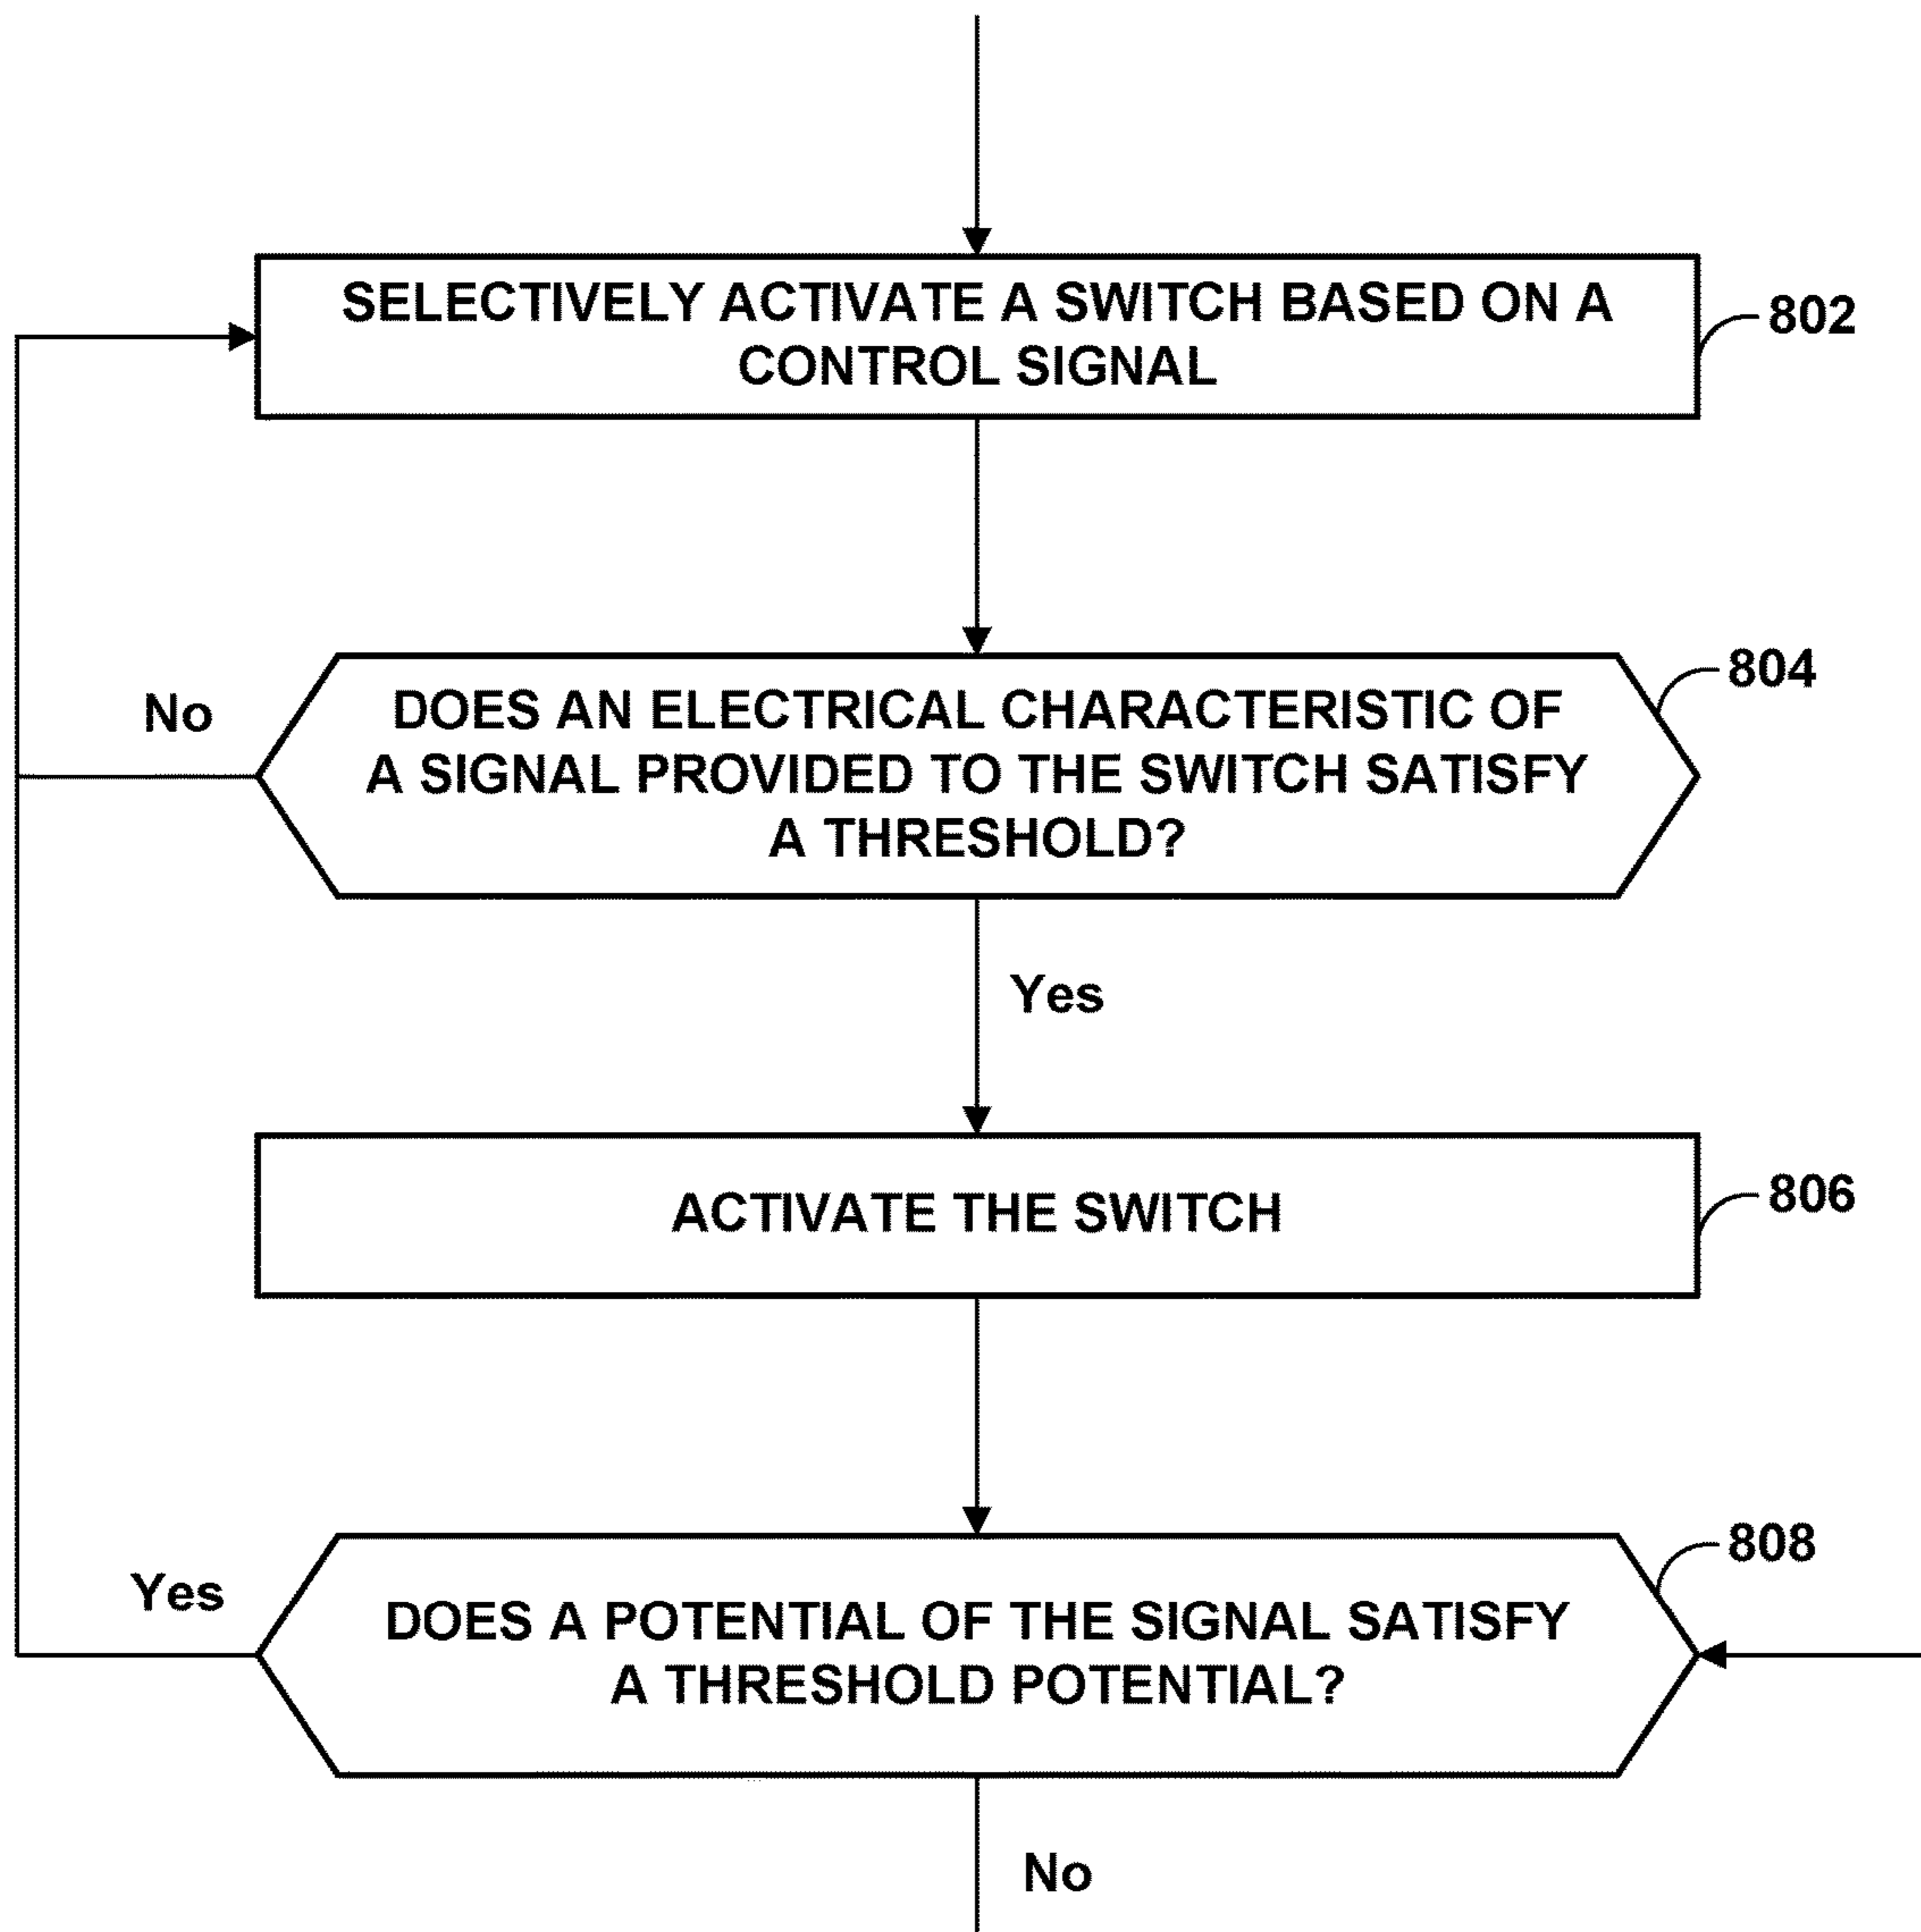 SELECTIVELY ACTIVATE A SWITCH BASED ON A
CONTROL SIGNAL
802
DOES AN ELECTRICAL CHARACTERISTIC OF
A SIGNAL PROVIDED TO THE SWITCH SATISFY
A THRESHOLD?
804
No
Yes
ACTIVATE THE SWITCH
806
DOES A POTENTIAL OF THE SIGNAL SATISFY
A THRESHOLD POTENTIAL?
808
Yes
No